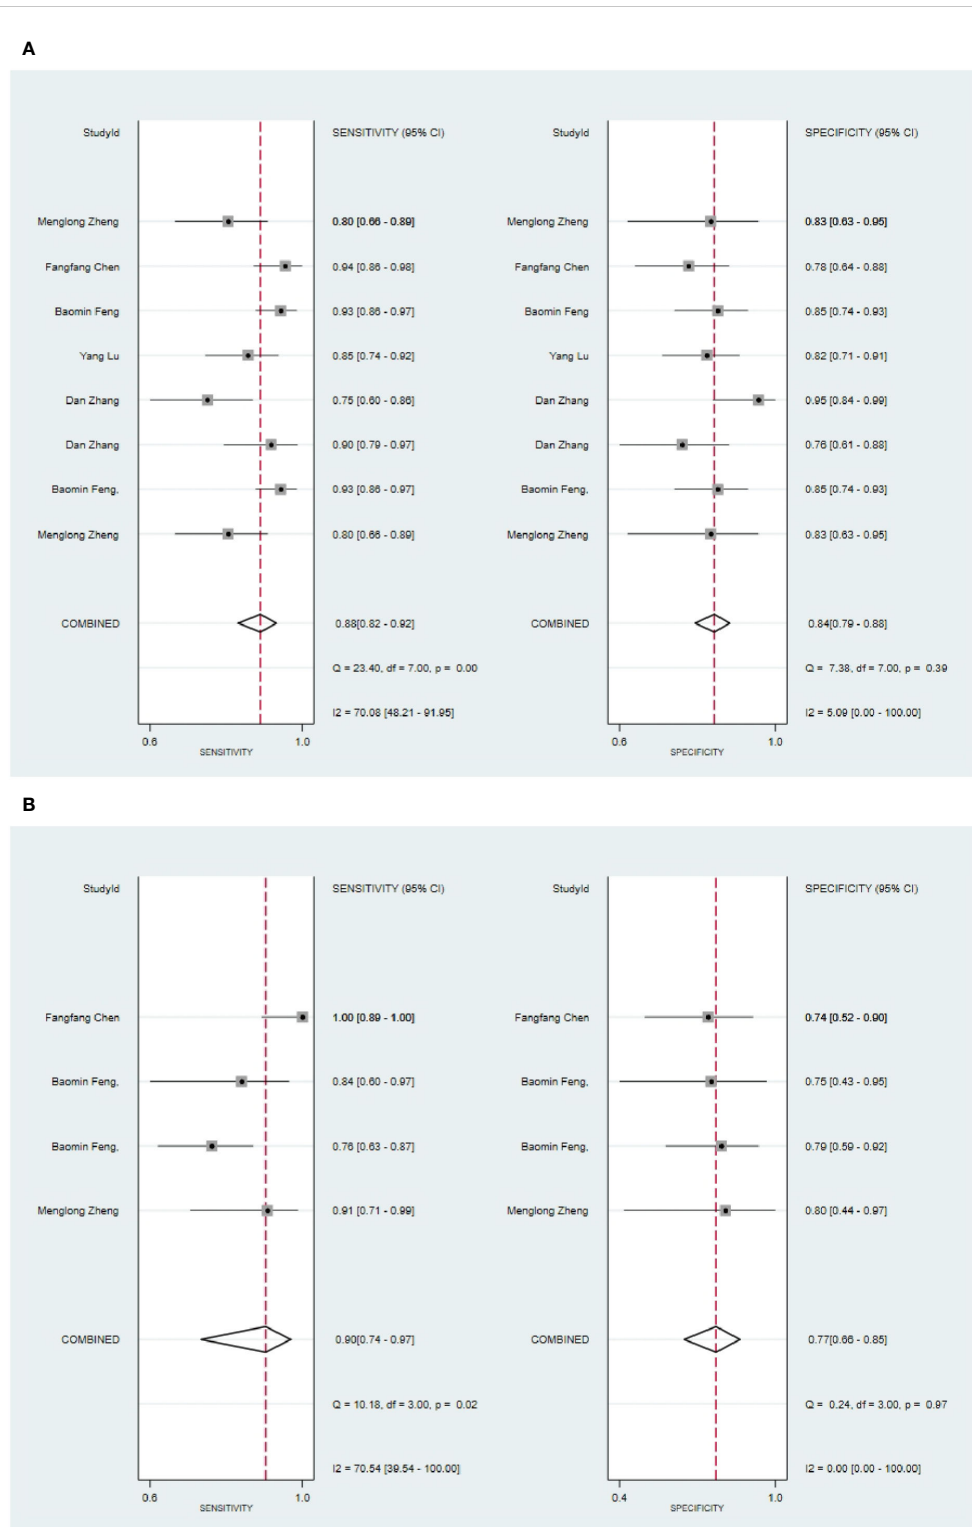 A
StudyId SENSITIVITY (95% CI) StudyId SPECIFICITY (95% CI)
Menglong Zheng 0.80 [0.66 - 0.89] Menglong Zheng 0.83 [0.63 - 0.95]
Fangfang Chen 0.94 [0.86 - 0.98] Fangfang Chen 0.78 [0.64 - 0.88]
Baomin Feng 0.93 [0.86 - 0.97] Baomin Feng 0.85 [0.74 - 0.93]
Yang Lu 0.85 [0.74 - 0.92] Yang Lu 0.82 [0.71 - 0.91]
Dan Zhang 0.75 [0.60 - 0.86] Dan Zhang 0.95 [0.84 - 0.99]
Dan Zhang 0.90 [0.79 - 0.97] Dan Zhang 0.76 [0.61 - 0.88]
Baomin Feng. 0.93 [0.86 - 0.97] Baomin Feng. 0.85 [0.74 - 0.93]
Menglong Zheng 0.80 [0.66 - 0.89] Menglong Zheng 0.83 [0.63 - 0.95]
COMBINED 0.88[0.82 - 0.92] COMBINED 0.84[0.79 - 0.88]
Q = 23.40, df = 7.00, p = 0.00 Q = 7.38, df = 7.00, p = 0.39
I2 = 70.08 [48.21 - 91.95] I2 = 5.09 [0.00 - 100.00]
0.6 1.0 0.6 1.0
SENSITIVITY SPECIFICITY
B
StudyId SENSITIVITY (95% CI) StudyId SPECIFICITY (95% CI)
Fangfang Chen 1.00 [0.89 - 1.00] Fangfang Chen 0.74 [0.52 - 0.90]
Baomin Feng. 0.84 [0.60 - 0.97] Baomin Feng. 0.75 [0.43 - 0.95]
Baomin Feng. 0.76 [0.63 - 0.87] Baomin Feng. 0.79 [0.59 - 0.92]
Menglong Zheng 0.91 [0.71 - 0.99] Menglong Zheng 0.80 [0.44 - 0.97]
COMBINED 0.90[0.74 - 0.97] COMBINED 0.77[0.66 - 0.85]
Q = 10.18, df = 3.00, p = 0.02 Q = 0.24, df = 3.00, p = 0.97
I2 = 70.54 [39.54 - 100.00] I2 = 0.00 [0.00 - 100.00]
0.6 1.0 0.4 1.0
SENSITIVITY SPECIFICITY